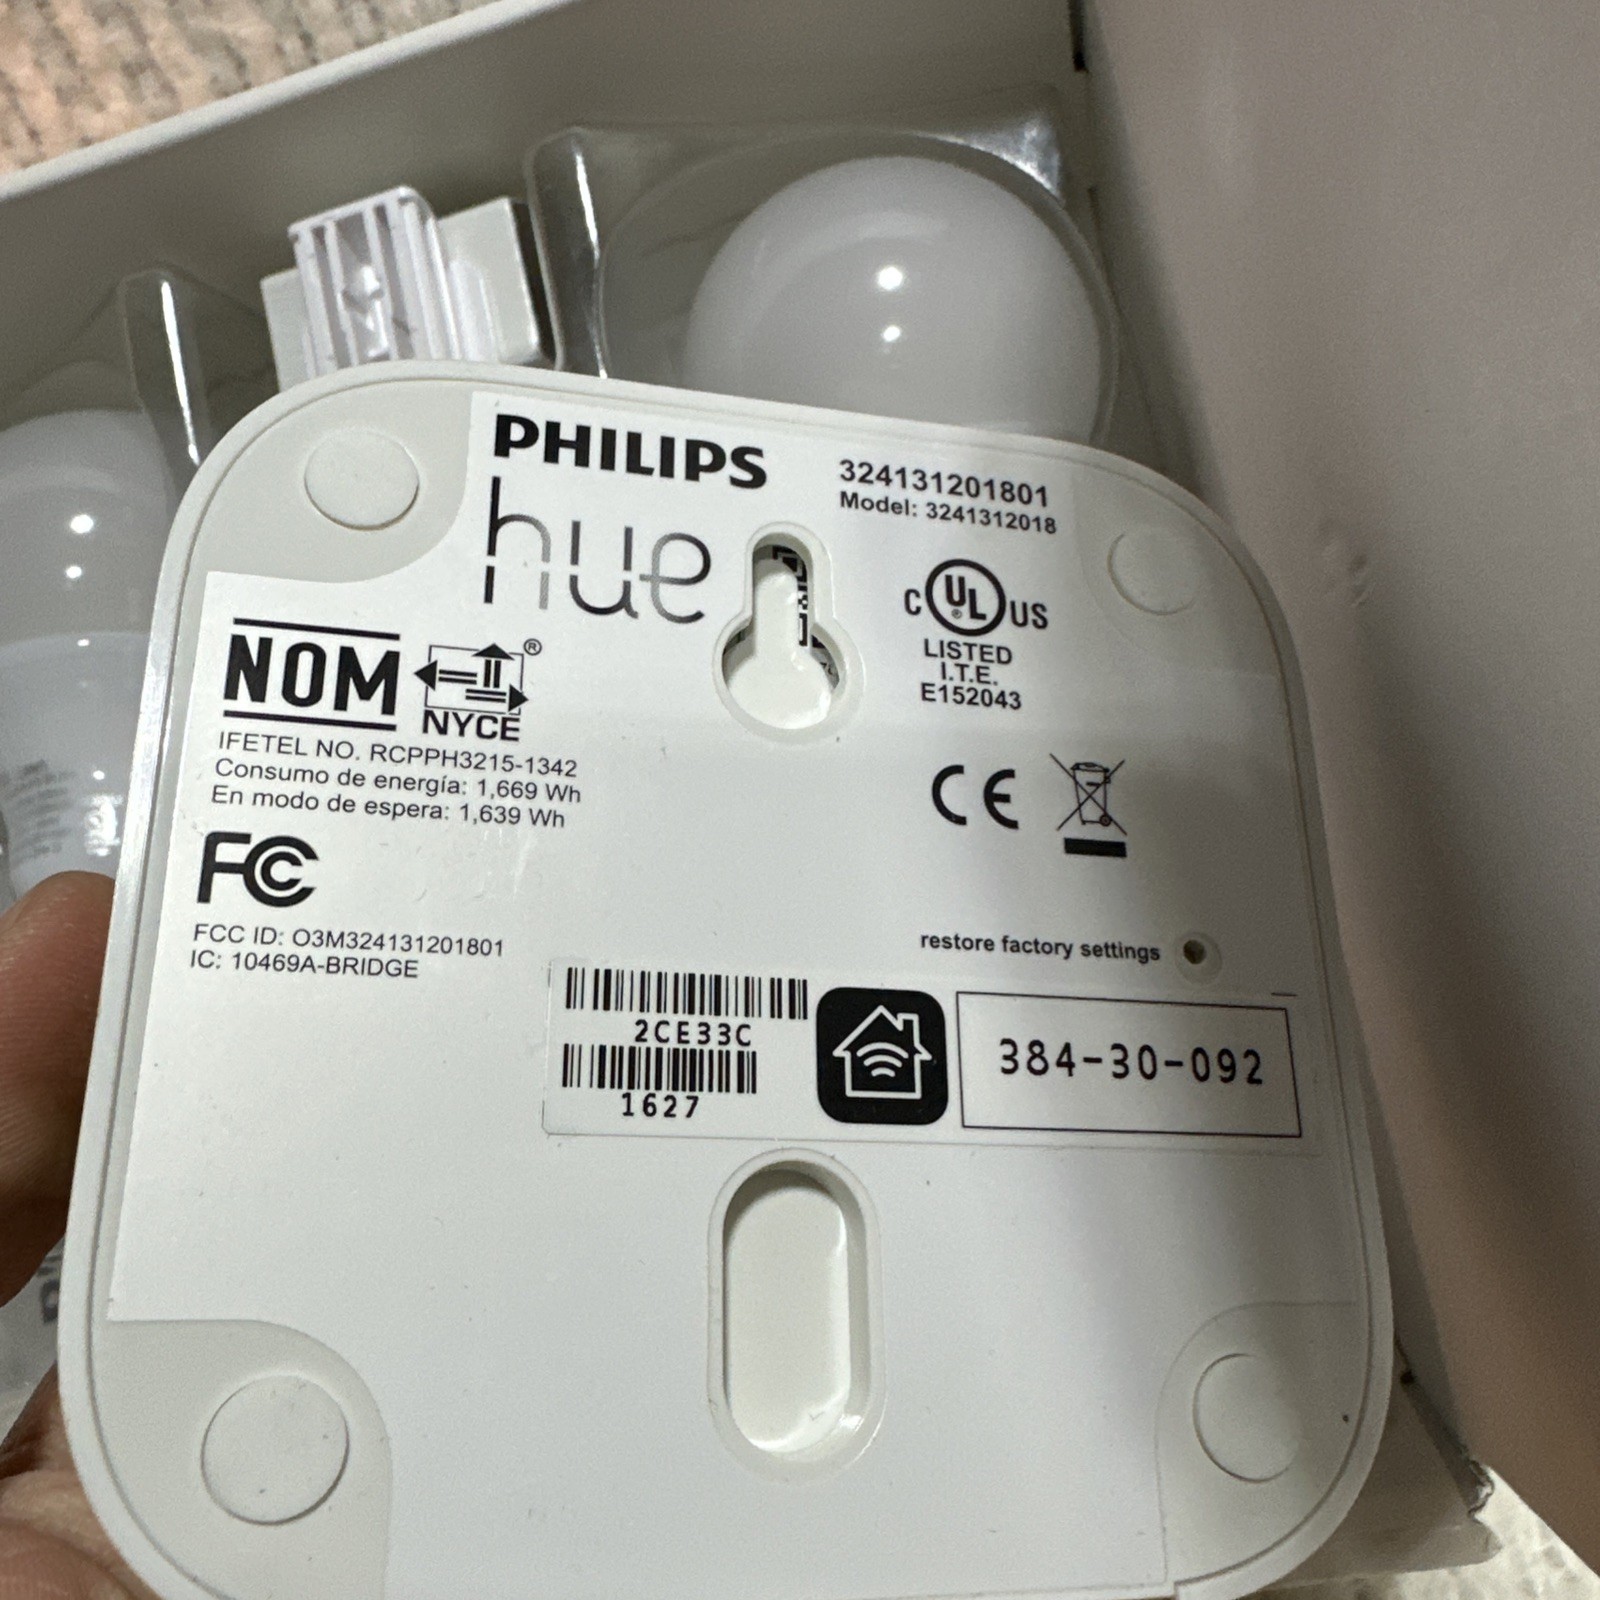 PHILIPS
hue
324131201801
Model: 3241312018
C UL ® US
LISTED
I.T.E.
E152043
NOM
®
NYCE
IFETEL NO. RCPPH3215-1342
Consumo de energía: 1,669 Wh
En modo de espera: 1,639 Wh
CE
FC
FCC ID: O3M324131201801
IC: 10469A-BRIDGE
restore factory settings
2CE33C
1627
384-30-092